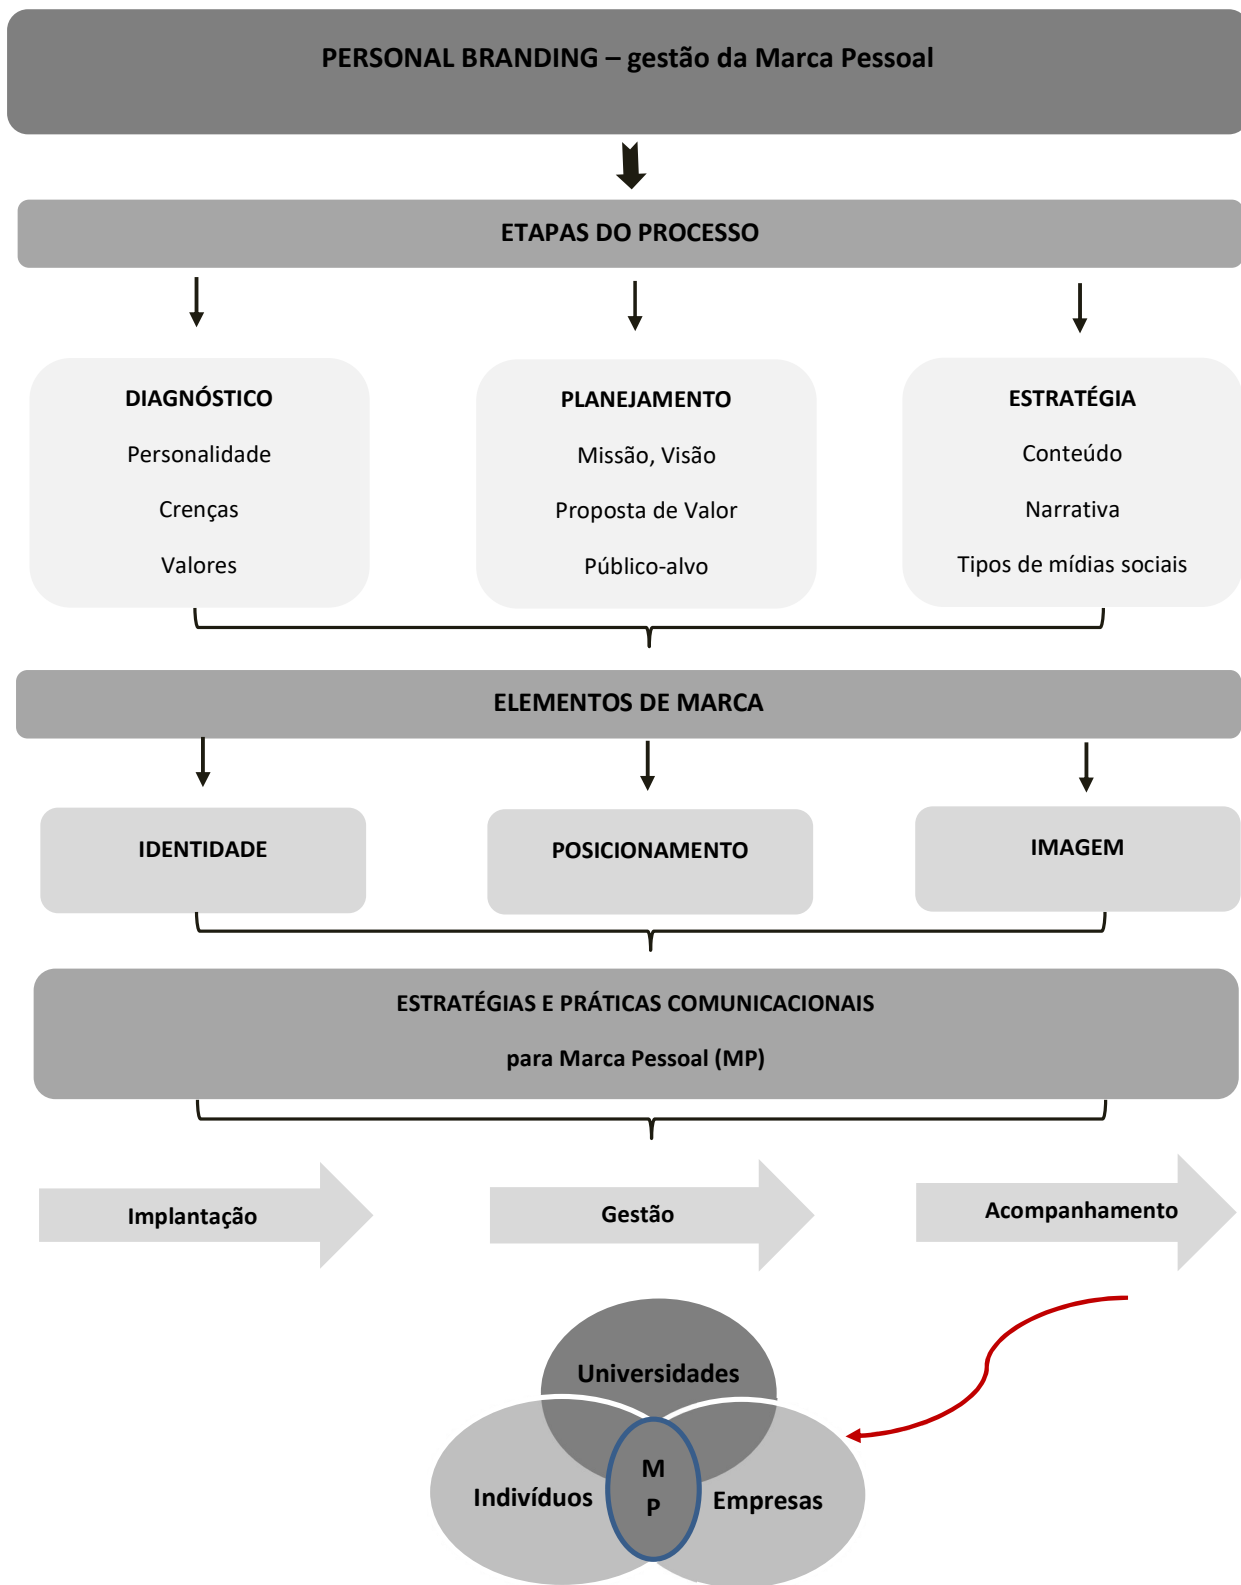 PERSONAL BRANDING – gestão da Marca Pessoal
ETAPAS DO PROCESSO
DIAGNÓSTICO
Personalidade
Crenças
Valores
PLANEJAMENTO
Missão, Visão
Proposta de Valor
Público-alvo
ESTRATÉGIA
Conteúdo
Narrativa
Tipos de mídias sociais
ELEMENTOS DE MARCA
IDENTIDADE
POSICIONAMENTO
IMAGEM
ESTRATÉGIAS E PRÁTICAS COMUNICACIONAIS
para Marca Pessoal (MP)
Implantação
Gestão
Acompanhamento
Universidades
Indivíduos
M
P
Empresas